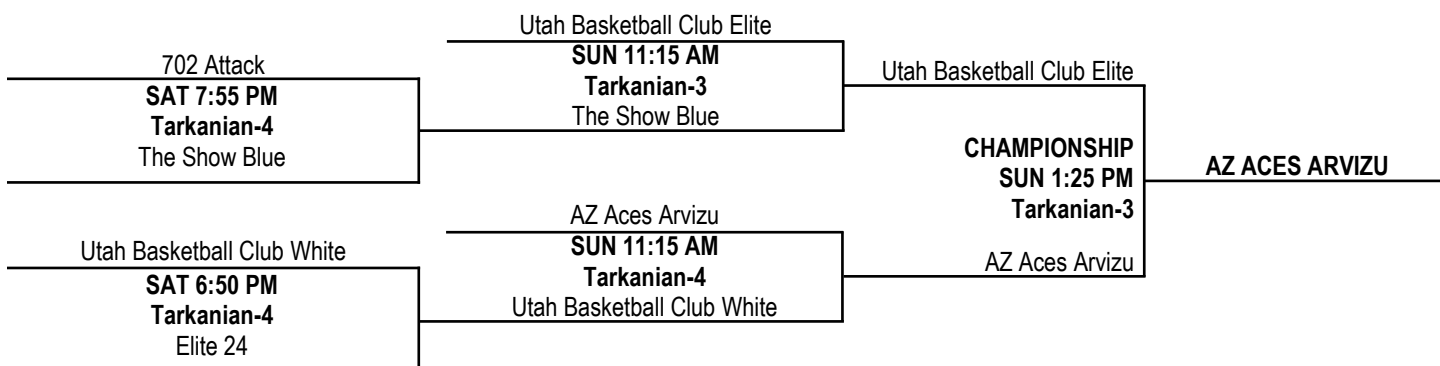 702 Attack
SAT 7:55 PM
Tarkanian-4
The Show Blue
Utah Basketball Club White
SAT 6:50 PM
Tarkanian-4
Elite 24
Utah Basketball Club Elite
SUN 11:15 AM
Tarkanian-3
The Show Blue
AZ Aces Arvizu
SUN 11:15 AM
Tarkanian-4
Utah Basketball Club White
Utah Basketball Club Elite
CHAMPIONSHIP
SUN 1:25 PM
Tarkanian-3
AZ Aces Arvizu
AZ ACES ARVIZU